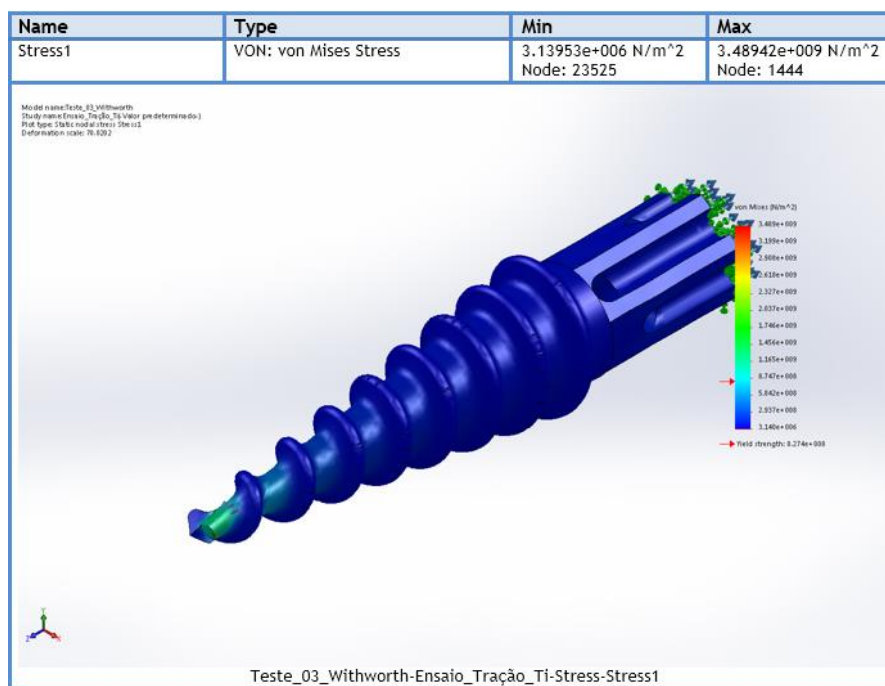 Name Type Min Max
Stress1 VON: von Mises Stress 3.13953e+006 N/m^2 3.48942e+009 N/m^2
Node: 23525 Node: 1444
Model name:Teste_03_Withworth
Study name:Ensaio_Tração_Ti(-Valor predeterminado-)
Plot type: Static nodal stress Stress1
Deformation scale: 70.0202
von Mises (N/m^2)
3.489e+009
3.199e+009
2.908e+009
2.618e+009
2.327e+009
2.037e+009
1.746e+009
1.456e+009
1.165e+009
8.747e+008
5.842e+008
2.937e+008
3.140e+006
Yield strength: 8.274e+008
Y
Z
X
Teste_03_Withworth-Ensaio_Tração_Ti-Stress-Stress1